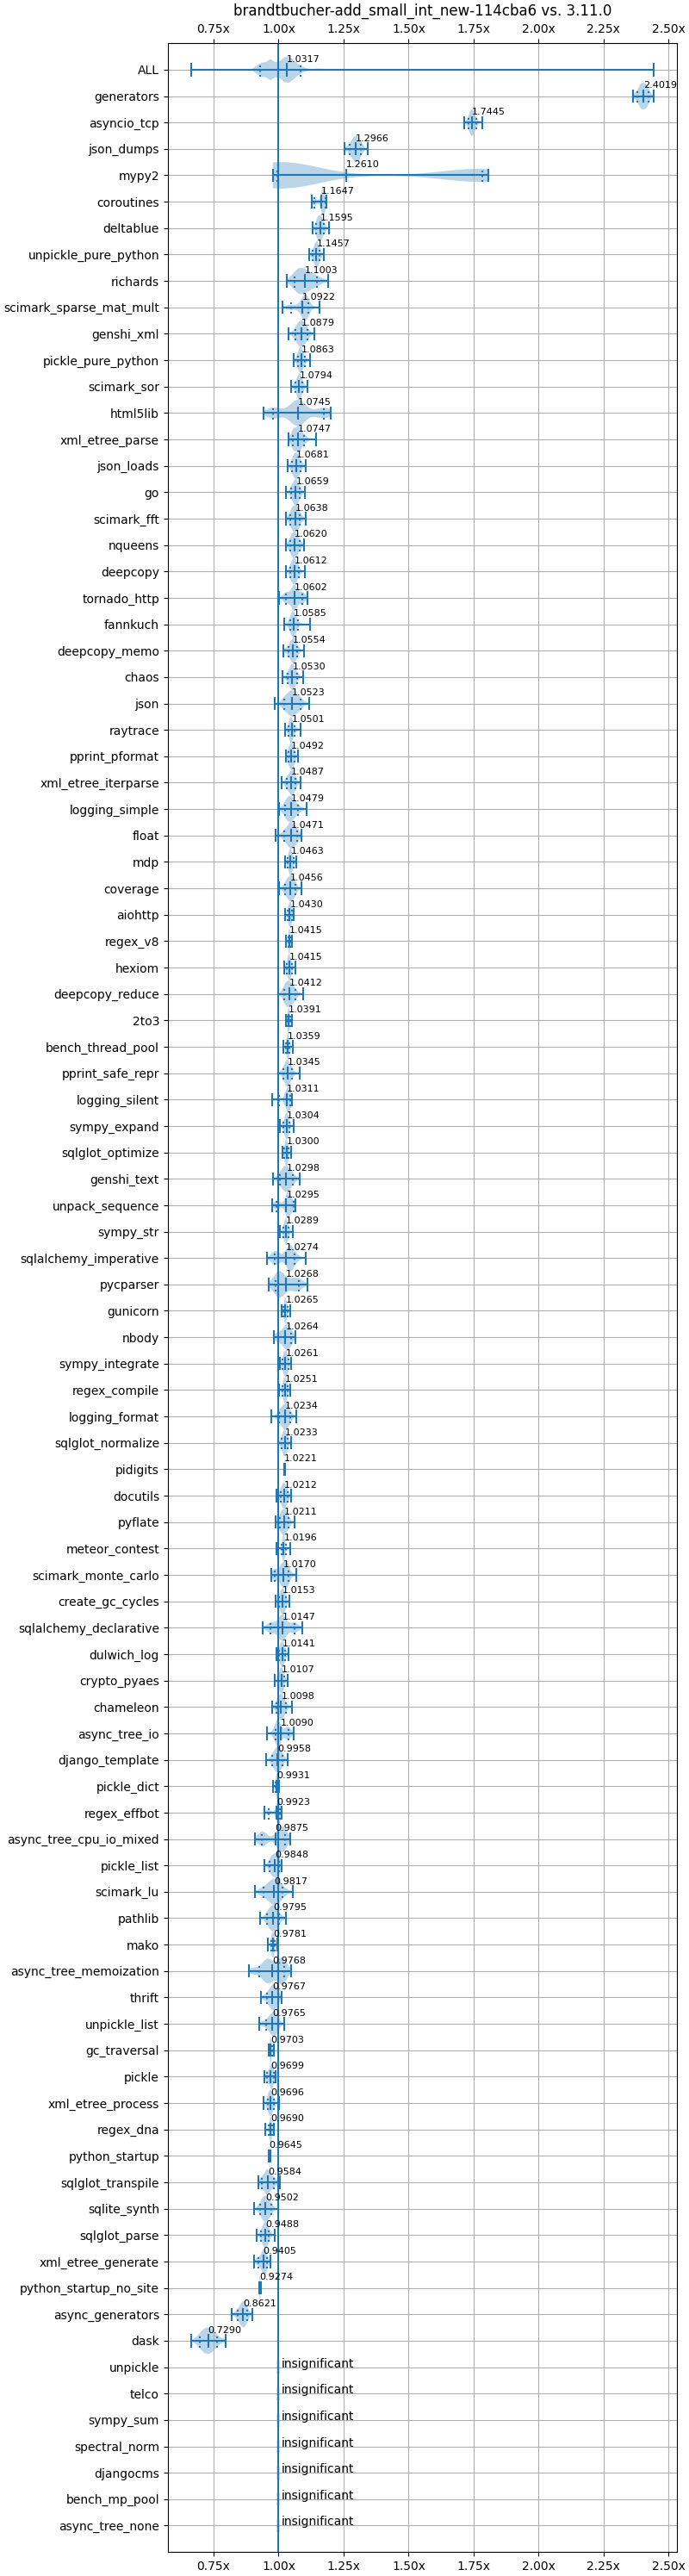 brandtbucher-add_small_int_new-114cba6 vs. 3.11.0
0.75x 1.00x 1.25x 1.50x 1.75x 2.00x 2.25x 2.50x
ALL 1.0317
generators 2.4019
asyncio_tcp 1.7445
json_dumps 1.2966
mypy2 1.2610
coroutines 1.1647
deltablue 1.1595
unpickle_pure_python 1.1457
richards 1.1003
scimark_sparse_mat_mult 1.0922
genshi_xml 1.0879
pickle_pure_python 1.0863
scimark_sor 1.0794
html5lib 1.0745
xml_etree_parse 1.0747
json_loads 1.0681
go 1.0659
scimark_fft 1.0638
nqueens 1.0620
deepcopy 1.0612
tornado_http 1.0602
fannkuch 1.0585
deepcopy_memo 1.0554
chaos 1.0530
json 1.0523
raytrace 1.0501
pprint_pformat 1.0492
xml_etree_iterparse 1.0487
logging_simple 1.0479
float 1.0471
mdp 1.0463
coverage 1.0456
aiohttp 1.0430
regex_v8 1.0415
hexiom 1.0415
deepcopy_reduce 1.0412
2to3 1.0391
bench_thread_pool 1.0359
pprint_safe_repr 1.0345
logging_silent 1.0311
sympy_expand 1.0304
sqlglot_optimize 1.0300
genshi_text 1.0298
unpack_sequence 1.0295
sympy_str 1.0289
sqlalchemy_imperative 1.0274
pycparser 1.0268
gunicorn 1.0265
nbody 1.0264
sympy_integrate 1.0261
regex_compile 1.0251
logging_format 1.0234
sqlglot_normalize 1.0233
pidigits 1.0221
docutils 1.0212
pyflate 1.0211
meteor_contest 1.0196
scimark_monte_carlo 1.0170
create_gc_cycles 1.0153
sqlalchemy_declarative 1.0147
dulwich_log 1.0141
crypto_pyaes 1.0107
chameleon 1.0098
async_tree_io 1.0090
django_template 0.9958
pickle_dict 0.9931
regex_effbot 0.9923
async_tree_cpu_io_mixed 0.9875
pickle_list 0.9848
scimark_lu 0.9817
pathlib 0.9795
mako 0.9781
async_tree_memoization 0.9768
thrift 0.9767
unpickle_list 0.9765
gc_traversal 0.9703
pickle 0.9699
xml_etree_process 0.9696
regex_dna 0.9690
python_startup 0.9645
sqlglot_transpile 0.9584
sqlite_synth 0.9502
sqlglot_parse 0.9488
xml_etree_generate 0.9405
python_startup_no_site 0.9274
async_generators 0.8621
dask 0.7290
unpickle insignificant
telco insignificant
sympy_sum insignificant
spectral_norm insignificant
djangocms insignificant
bench_mp_pool insignificant
async_tree_none insignificant
0.75x 1.00x 1.25x 1.50x 1.75x 2.00x 2.25x 2.50x